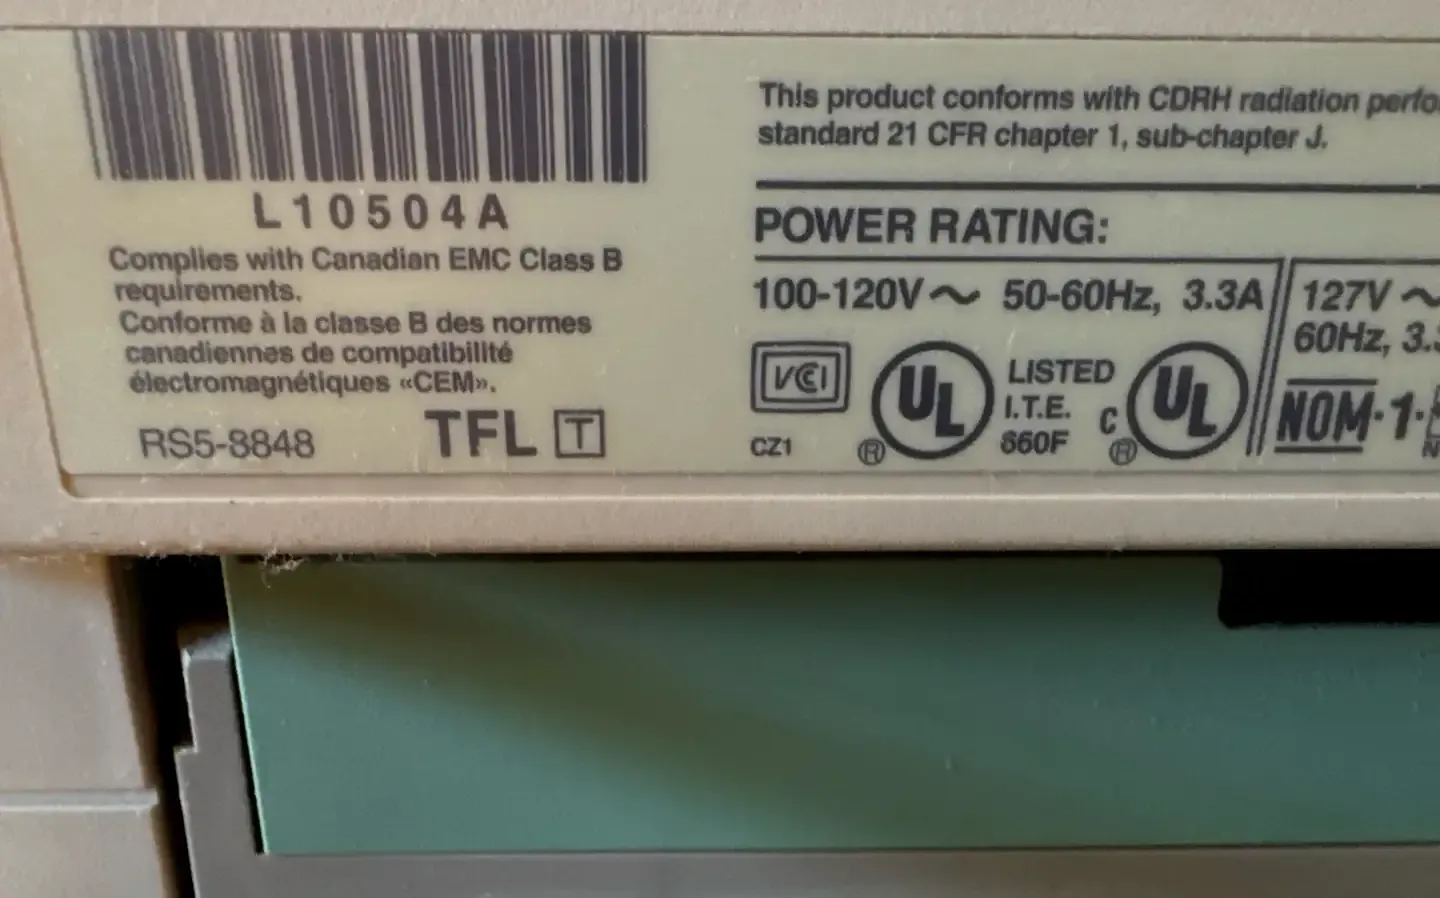 L10504A
Complies with Canadian EMC Class B
requirements.
Conforme à la classe B des normes
canadiennes de compatibilité
électromagnétiques «CEM».
RS5-8848
TFL T
This product conforms with CDRH radiation
standard 21 CFR chapter 1, sub-chapter J.
POWER RATING:
100-120V~ 50-60Hz, 3.3A
VCCI
CZ1
UL ®
LISTED
I.T.E.
660F
C UL ®
127V~
60Hz, 3.
NOM-1-